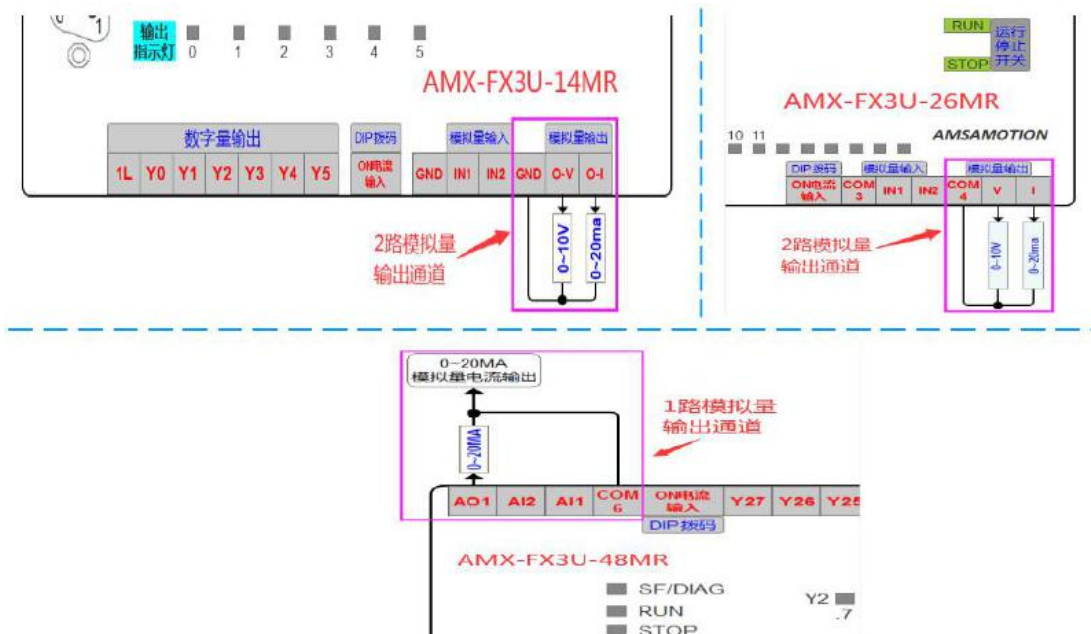 1
输出
指示灯
0 1 2 3 4 5
AMX-FX3U-14MR
数字量输出
DIP拨码
模拟量输入
模拟量输出
1L Y0 Y1 Y2 Y3 Y4 Y5
ON电流
输入
GND IN1 IN2 GND O-V O-I
2路模拟量
输出通道
0~10V
0~20ma
RUN
STOP
运行
停止
开关
AMX-FX3U-26MR
10 11
AMSAMOTION
DIP拨码
模拟量输入
模拟量输出
ON电流
输入
COM
3
IN1 IN2
COM
4
V I
2路模拟量
输出通道
0~10V
0~20ma
0~20MA
模拟量电流输出
1路模拟量
输出通道
0~20MA
AO1 AI2 AI1
COM
6
ON电流
输入
Y27 Y26 Y25
DIP拨码
AMX-FX3U-48MR
SF/DIAG
RUN
STOP
Y2
.7